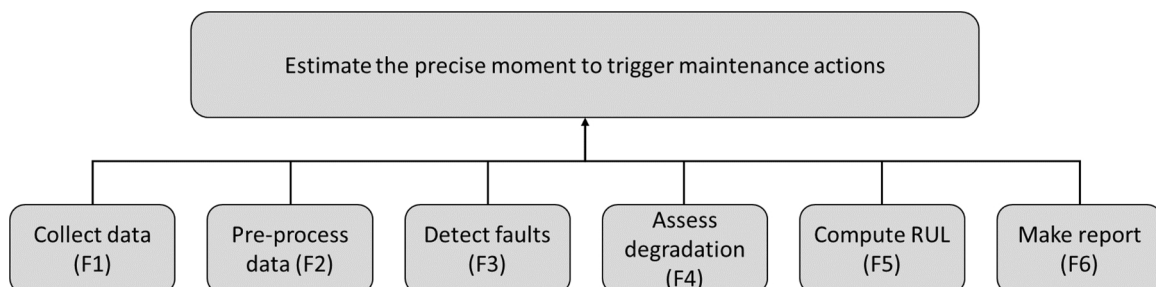 Estimate the precise moment to trigger maintenance actions
Collect data
(F1)
Pre-process
data (F2)
Detect faults
(F3)
Assess
degradation
(F4)
Compute RUL
(F5)
Make report
(F6)